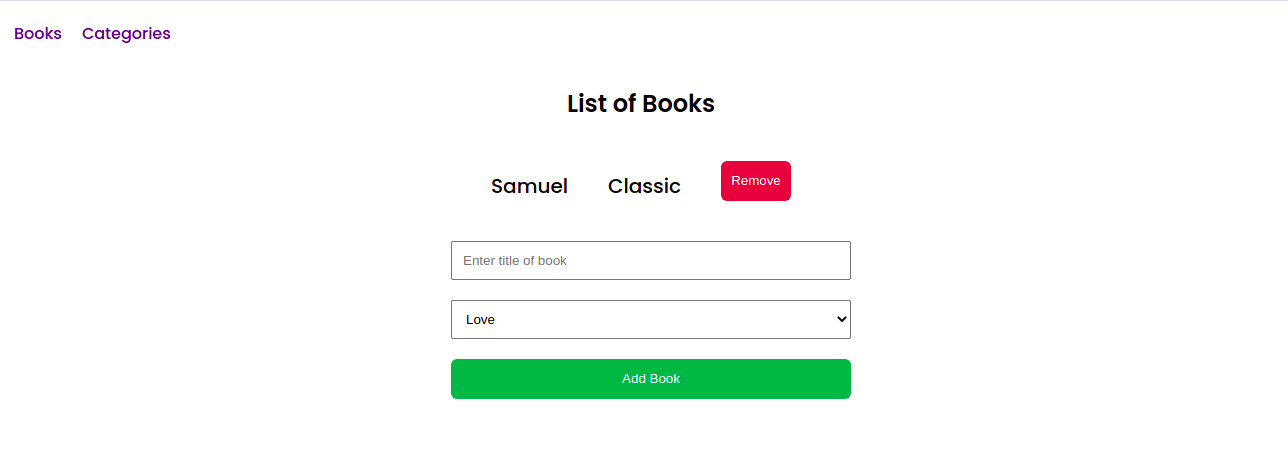 Books Categories
List of Books
Samuel Classic Remove
Enter title of book
Love
Add Book